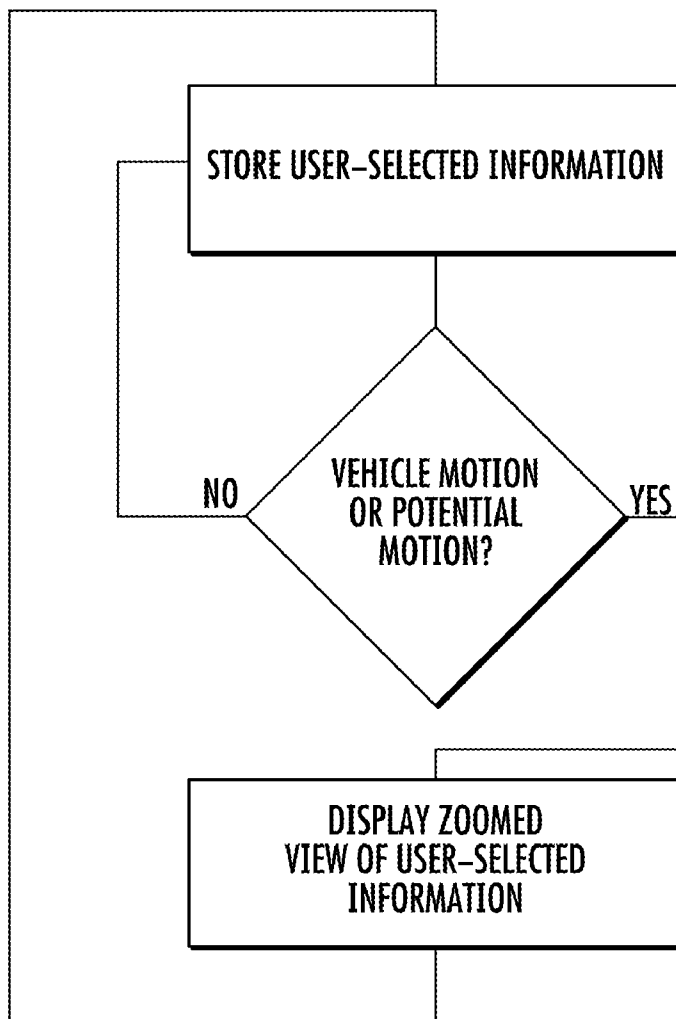 STORE USER–SELECTED INFORMATION
VEHICLE MOTION
OR POTENTIAL
MOTION?
NO
YES
DISPLAY ZOOMED
VIEW OF USER–SELECTED
INFORMATION